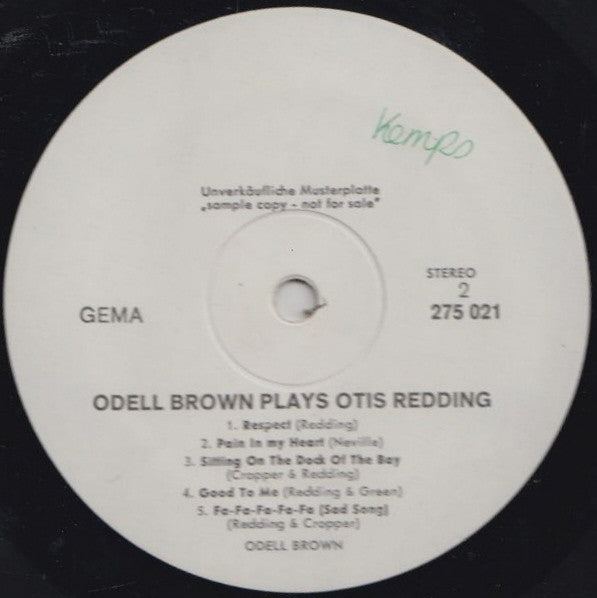 Kemps
Unverkäufliche Musterplatte
„sample copy - not for sale"
STEREO
2
GEMA
275 021
ODELL BROWN PLAYS OTIS REDDING
1. Respect (Redding)
2. Pain In my Heart (Neville)
3. Sitting On The Dock Of The Bay
(Cropper & Redding)
4. Good To Me (Redding & Green)
5. Fa-Fa-Fa-Fa-Fa (Sad Song)
(Redding & Cropper)
ODELL BROWN